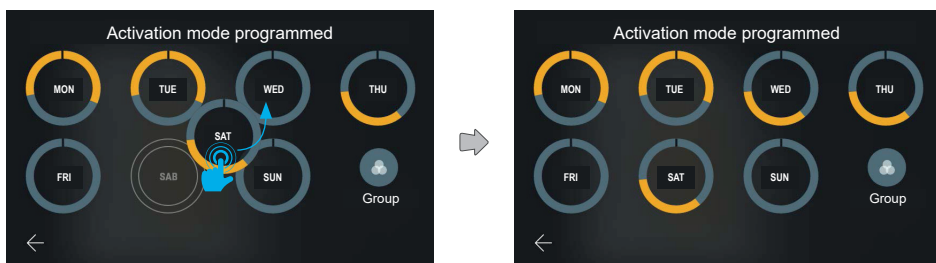 Activation mode programmed
MON TUE WED THU
SAT
FRI SAB SUN
Group
Activation mode programmed
MON TUE WED THU
FRI SAT SUN
Group